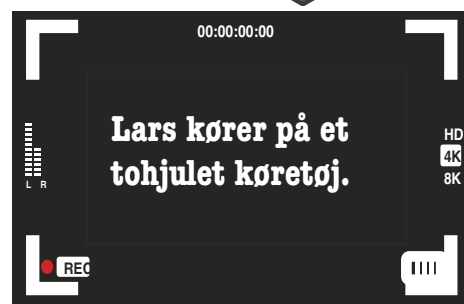 00:00:00:00
Lars kører på et
tohjulet køretøj.
HD
4K
8K
L R
REC